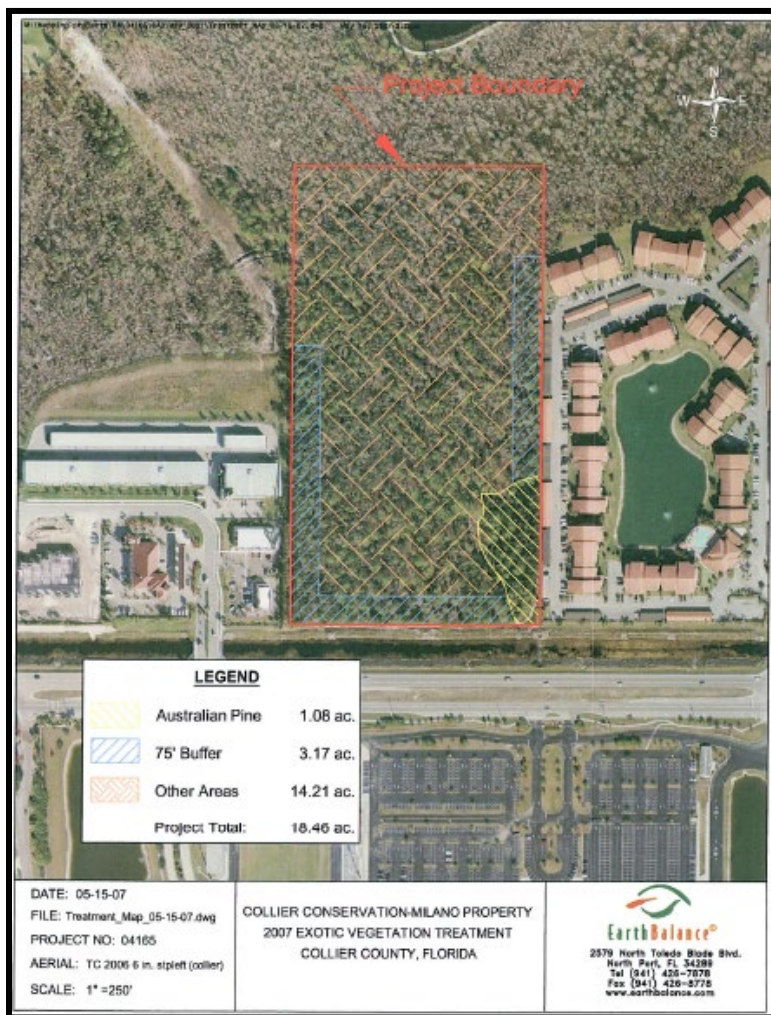 Project Boundary
N
W E
S
LEGEND
Australian Pine 1.08 ac.
75' Buffer 3.17 ac.
Other Areas 14.21 ac.
Project Total: 18.46 ac.
DATE: 05-15-07
FILE: Treatment_Map_05-15-07.dwg
PROJECT NO: 04165
AERIAL: TC 2006 6 in. stpleft (collier)
SCALE: 1" =250'
COLLIER CONSERVATION-MILANO PROPERTY
2007 EXOTIC VEGETATION TREATMENT
COLLIER COUNTY, FLORIDA
EarthBalance®
2579 North Toledo Blade Blvd.
North Port, FL 34289
Tel (941) 426-7878
Fax (941) 426-8778
www.earthbalance.com